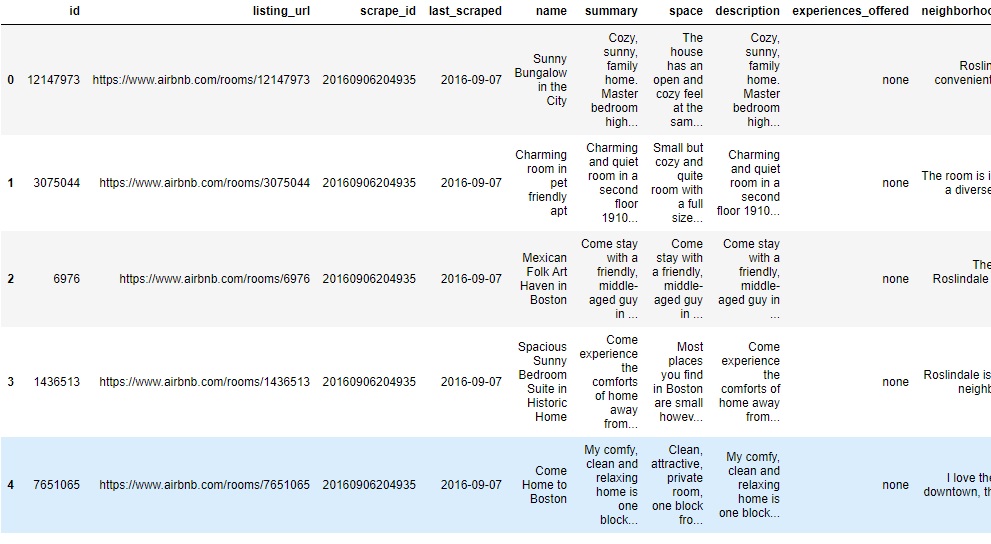 id listing_url scrape_id last_scraped name summary space description experiences_offered neighborhoo
0 12147973 https://www.airbnb.com/rooms/12147973 20160906204935 2016-09-07 Sunny Bungalow in the City Cozy, sunny, family home. Master bedroom high... The house has an open and cozy feel at the sam... Cozy, sunny, family home. Master bedroom high... none Roslin convenient
1 3075044 https://www.airbnb.com/rooms/3075044 20160906204935 2016-09-07 Charming room in pet friendly apt Charming and quiet room in a second floor 1910... Small but cozy and quite room with a full size... Charming and quiet room in a second floor 1910... none The room is i a diverse
2 6976 https://www.airbnb.com/rooms/6976 20160906204935 2016-09-07 Mexican Folk Art Haven in Boston Come stay with a friendly, middle-aged guy in ... Come stay with a friendly, middle-aged guy in ... Come stay with a friendly, middle-aged guy in ... none The Roslindale
3 1436513 https://www.airbnb.com/rooms/1436513 20160906204935 2016-09-07 Spacious Sunny Bedroom Suite in Historic Home Come experience the comforts of home away from... Most places you find in Boston are small howev... Come experience the comforts of home away from... none Roslindale is neighb
4 7651065 https://www.airbnb.com/rooms/7651065 20160906204935 2016-09-07 Come Home to Boston My comfy, clean and relaxing home is one block... Clean, attractive, private room, one block fro... My comfy, clean and relaxing home is one block... none I love the downtown, th